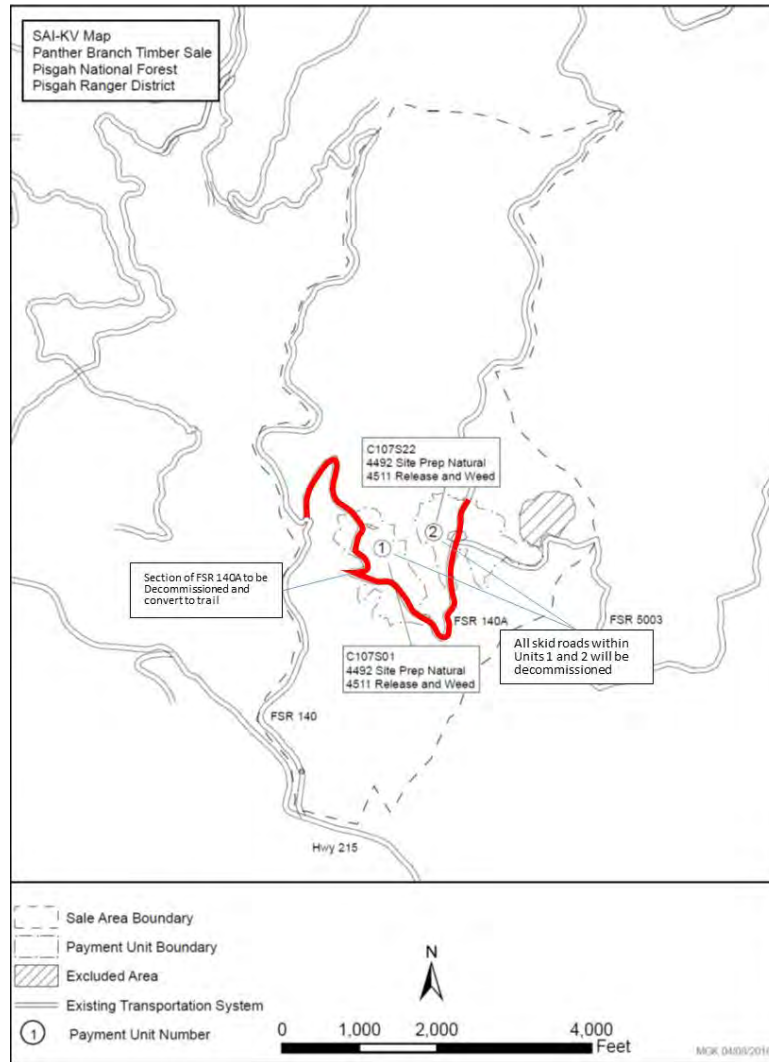 SAI-KV Map
Panther Branch Timber Sale
Pisgah National Forest
Pisgah Ranger District
C107S22
4492 Site Prep Natural
4511 Release and Weed
1
2
Section of FSR 140A to be
Decommissioned and
convert to trail
FSR 140A
FSR 5003
All skid roads within
Units 1 and 2 will be
decommissioned
C107S01
4492 Site Prep Natural
4511 Release and Weed
FSR 140
Hwy 215
Sale Area Boundary
Payment Unit Boundary
Excluded Area
Existing Transportation System
1 Payment Unit Number
N
0 1,000 2,000 4,000
Feet
MGK